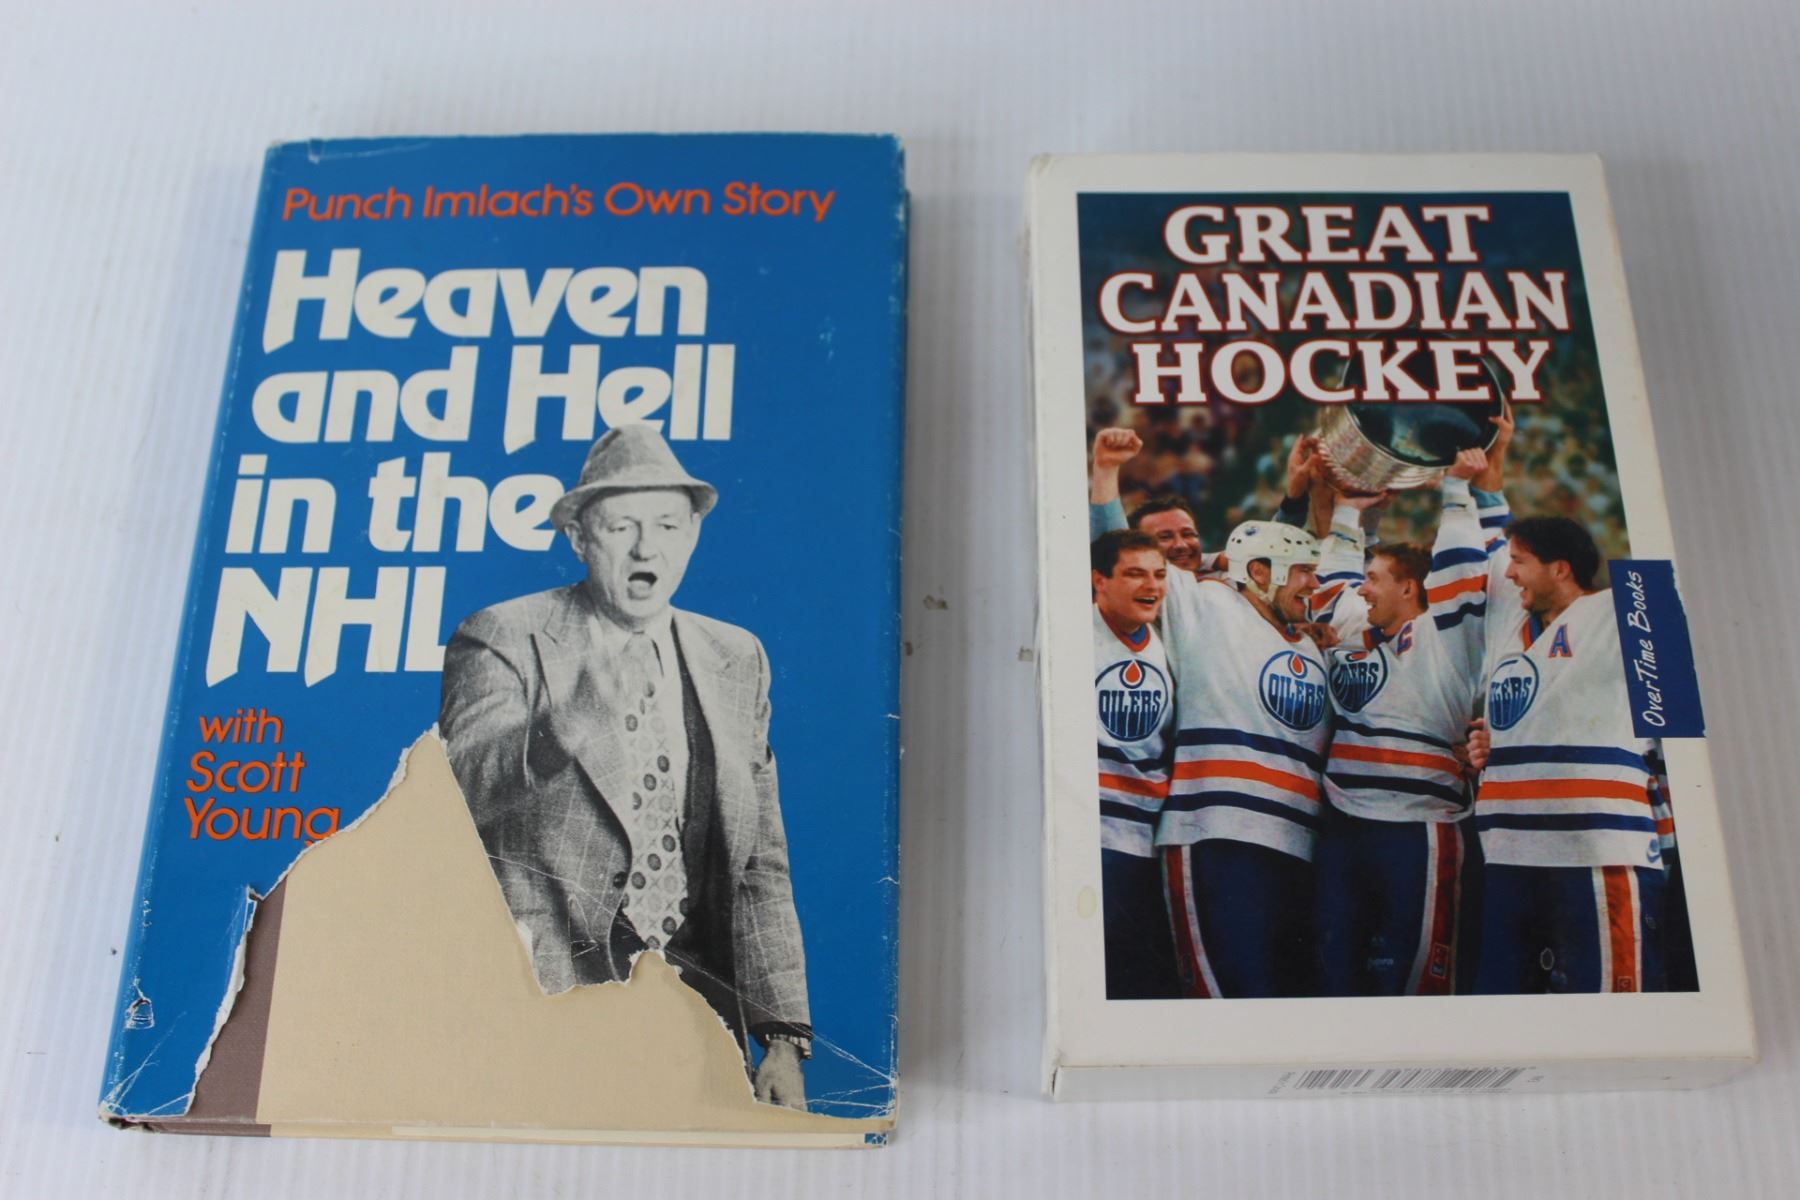 Punch Imlach's Own Story
Heaven
and Hell
in the
NHL
with
Scott
Young
GREAT
CANADIAN
HOCKEY
OILERS
OILERS
OILERS
C
A
OverTime Books